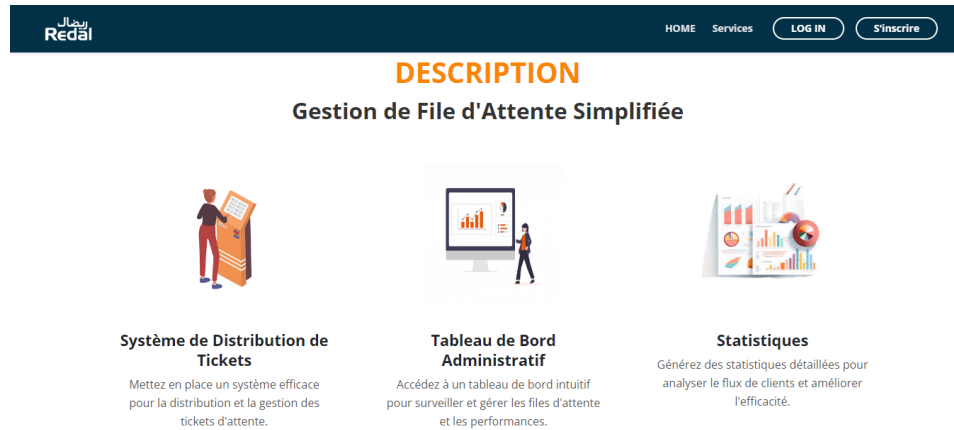 ريضال
Redal
HOME Services LOG IN S'inscrire
DESCRIPTION
Gestion de File d'Attente Simplifiée
Système de Distribution de
Tickets
Mettez en place un système efficace
pour la distribution et la gestion des
tickets d'attente.
Tableau de Bord
Administratif
Accédez à un tableau de bord intuitif
pour surveiller et gérer les files d'attente
et les performances.
Statistiques
Générez des statistiques détaillées pour
analyser le flux de clients et améliorer
l'efficacité.